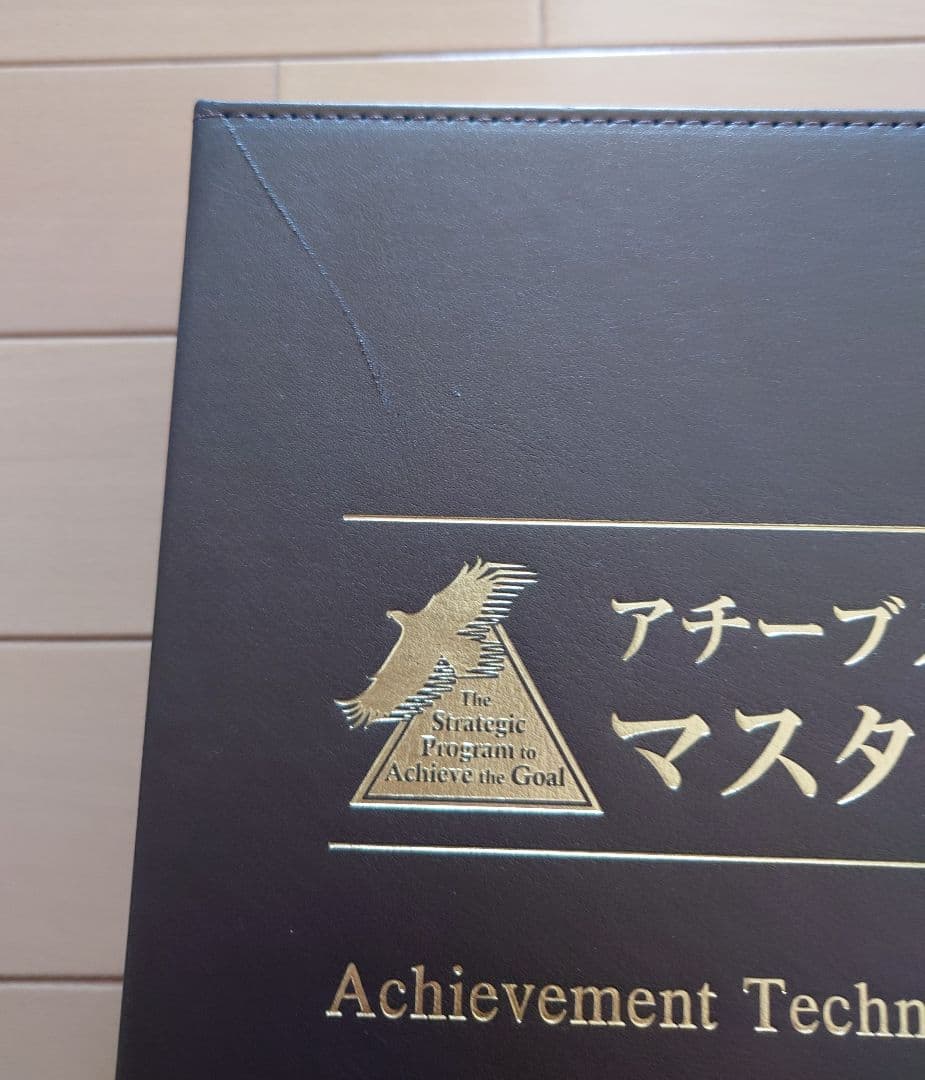 The
Strategic
Program to
Achieve the Goal
アチーブ
マスタ
Achievement Techn